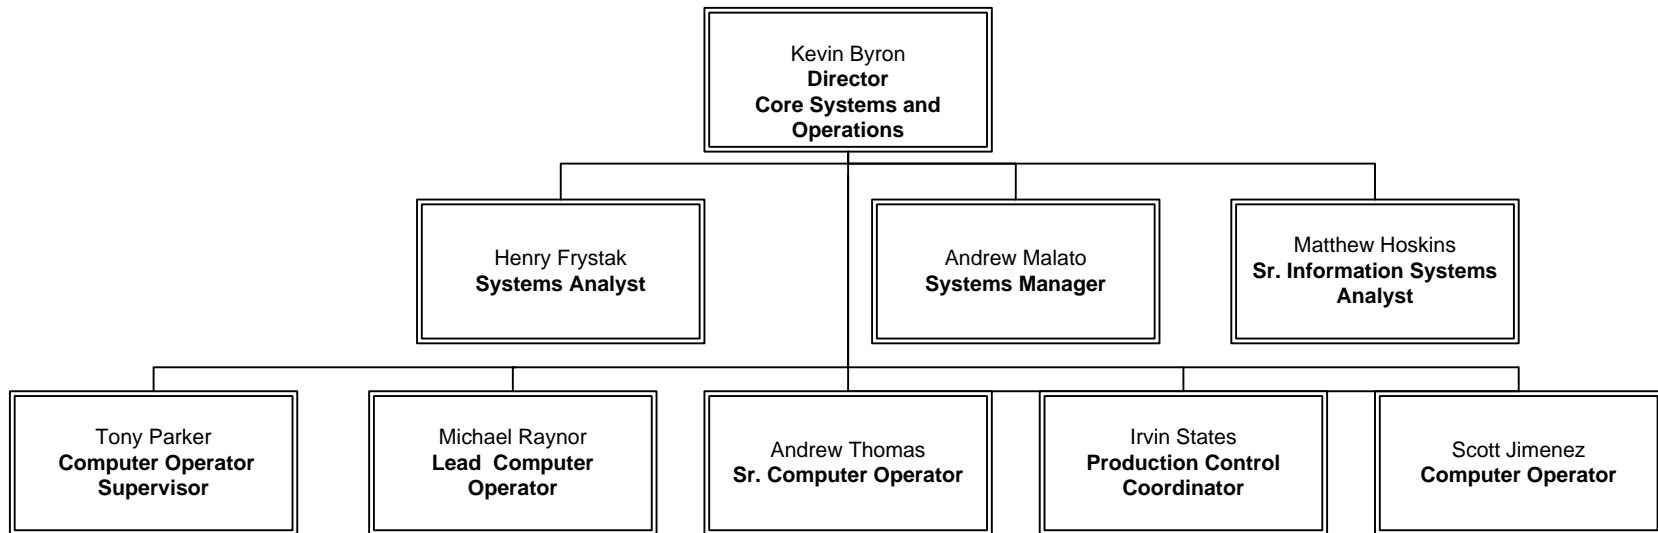 Kevin Byron
Director
Core Systems and
Operations
Henry Frystak
Systems Analyst
Andrew Malato
Systems Manager
Matthew Hoskins
Sr. Information Systems
Analyst
Tony Parker
Computer Operator
Supervisor
Michael Raynor
Lead  Computer
Operator
Andrew Thomas
Sr. Computer Operator
Irvin States
Production Control
Coordinator
Scott Jimenez
Computer Operator